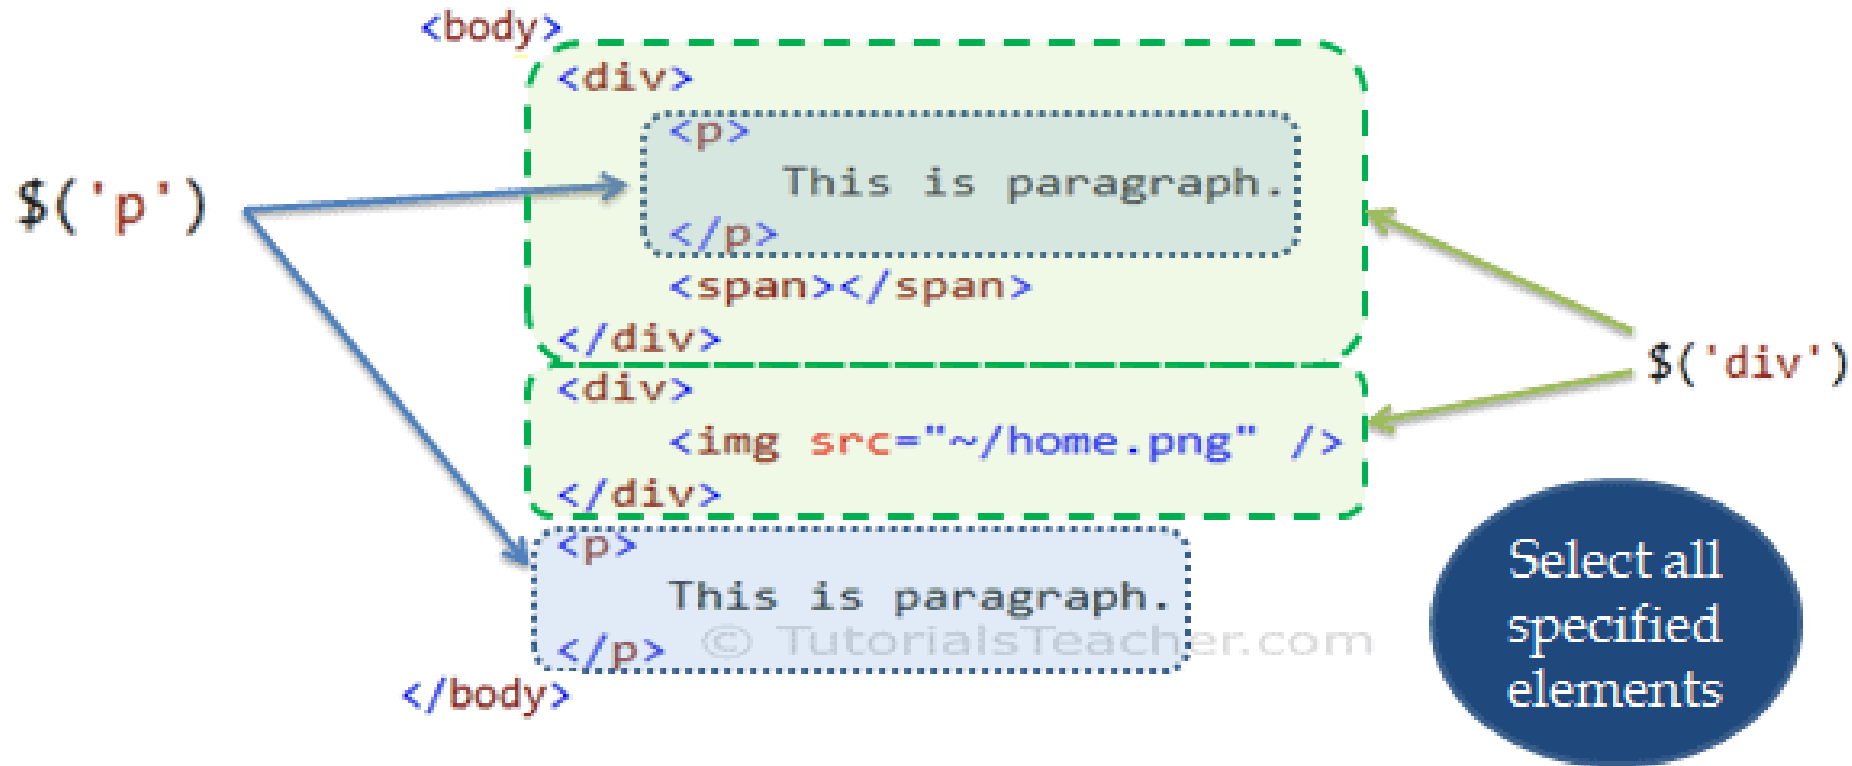 <body>
<div>
<p>
This is paragraph.
</p>
<span></span>
</div>
<div>
<img src="~/home.png" />
</div>
<p>
This is paragraph.
</p>
</body>
$('p')
$('div')
Select all
specified
elements
© TutorialsTeacher.com